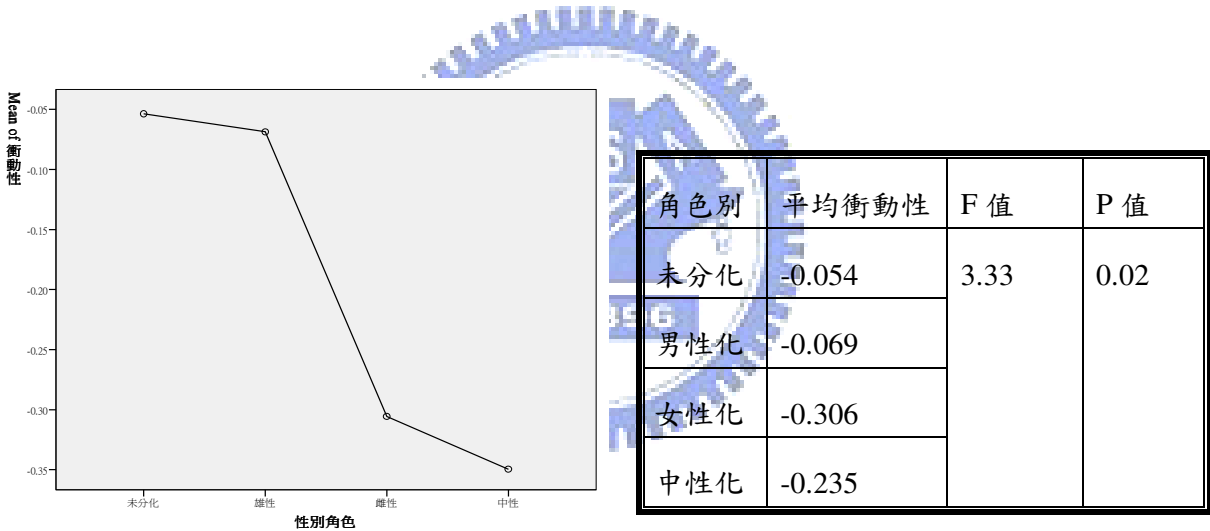 Mean of 衝動性
-0.05
-0.10
-0.15
-0.20
-0.25
-0.30
-0.35
未分化 雄性 雌性 中性
性別角色
角色別 平均衝動性 F 值 P 值
未分化 -0.054 3.33 0.02
男性化 -0.069
女性化 -0.306
中性化 -0.235